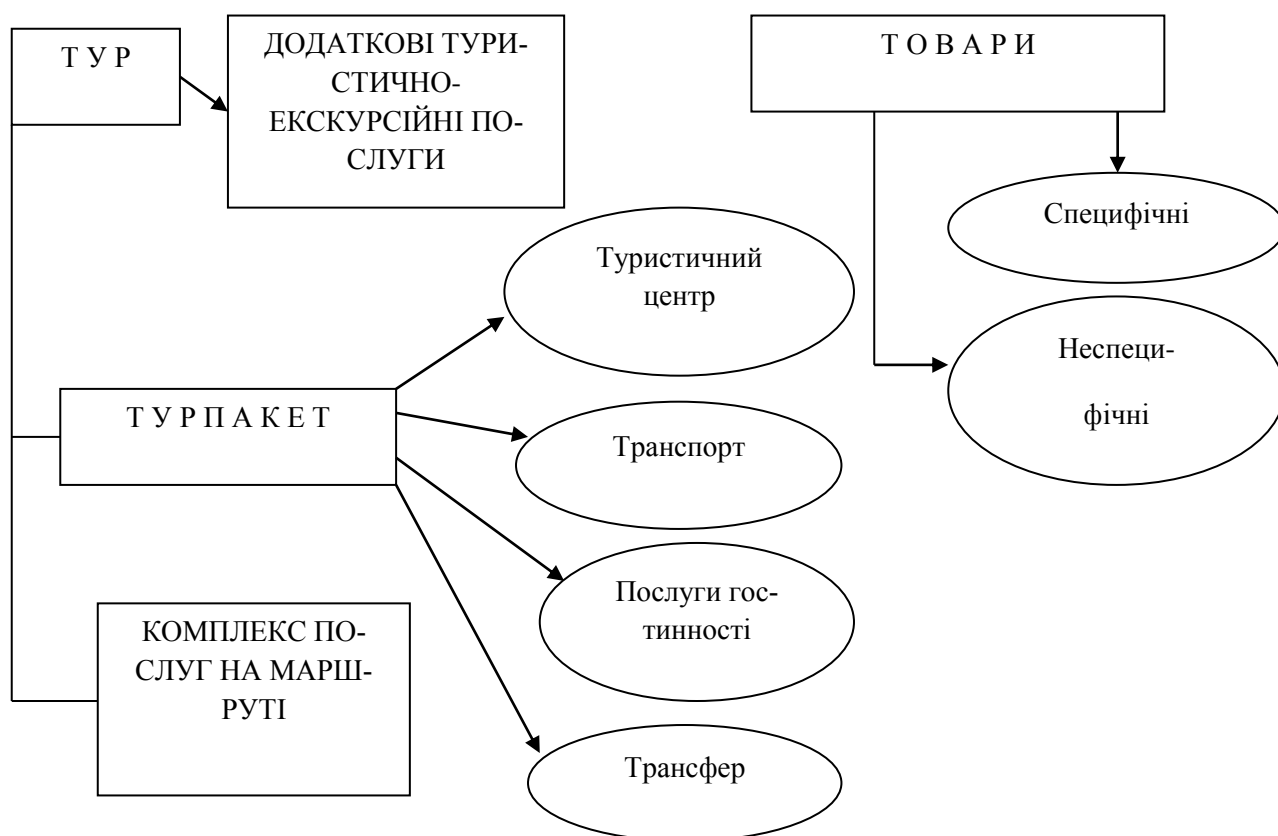 Т У Р
ДОДАТКОВІ ТУРИ-
СТИЧНО-
ЕКСКУРСІЙНІ ПО-
СЛУГИ
Т О В А Р И
Специфічні
Неспеци-
фічні
Туристичний
центр
Т У Р П А К Е Т
Транспорт
Послуги гос-
тинності
КОМПЛЕКС ПО-
СЛУГ НА МАРШ-
РУТІ
Трансфер